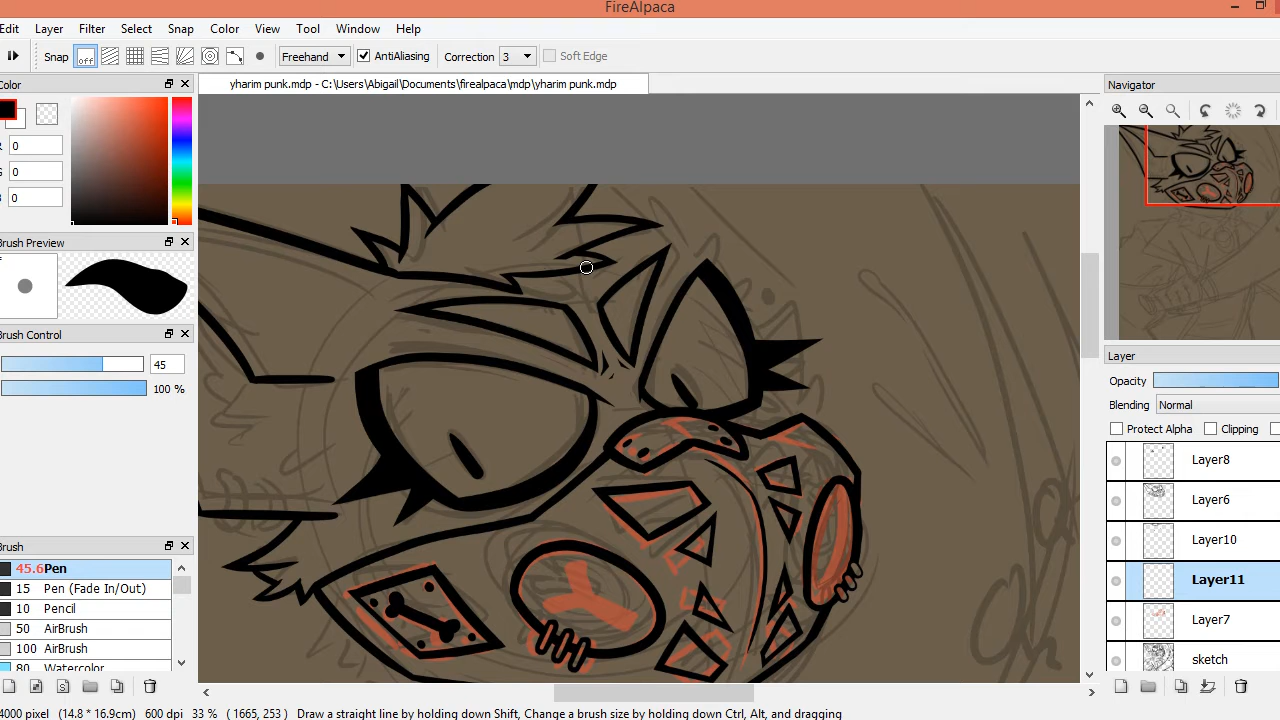 FireAlpaca
Edit Layer Filter Select Snap Color View Tool Window Help
Snap off Freehand AntiAliasing Correction 3 Soft Edge
Color
yharim punk.mdp - C:\Users\Abigail\Documents\firealpaca\mdp\yharim punk.mdp
Navigator
R 0
0
0
Brush Preview
Brush Control
45
100 %
Layer
Opacity
Blending Normal
Protect Alpha Clipping
Layer8
Layer6
Layer10
Layer11
Layer7
sketch
Brush
45.6 Pen
15 Pen (Fade In/Out)
10 Pencil
50 AirBrush
100 AirBrush
80 Watercolor
4000 pixel (14.8 * 16.9cm) 600 dpi 33 % ( 1665, 253 ) Draw a straight line by holding down Shift, Change a brush size by holding down Ctrl, Alt, and dragging